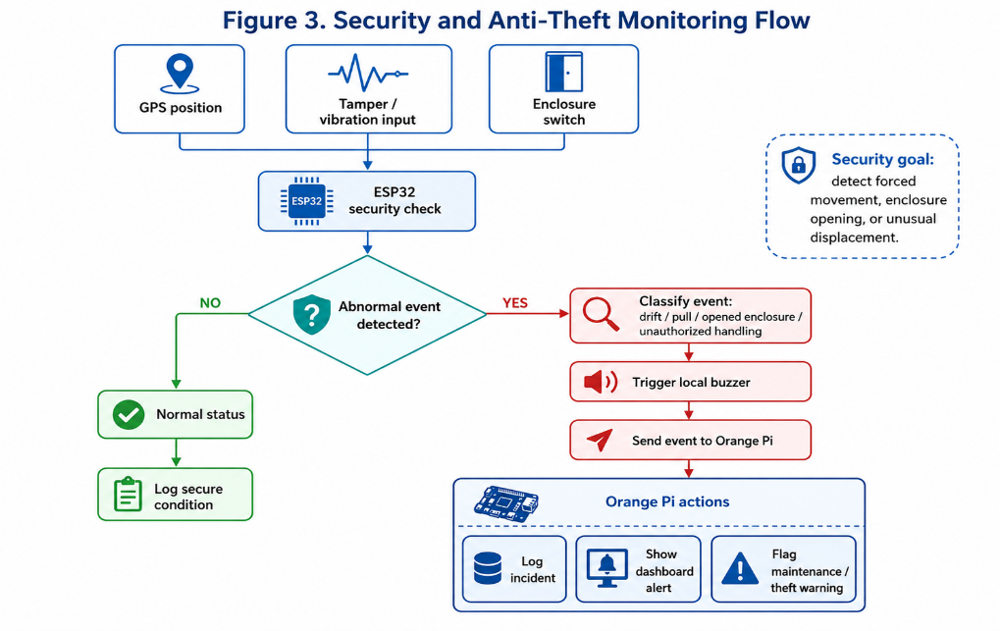 Figure 3. Security and Anti-Theft Monitoring Flow
GPS position
Tamper /
vibration input
Enclosure
switch
Security goal:
detect forced
movement, enclosure
opening, or unusual
displacement.
ESP32
ESP32
security check
Abnormal event
detected?
NO
YES
Classify event:
drift / pull / opened enclosure /
unauthorized handling
Trigger local buzzer
Send event to Orange Pi
Normal status
Log secure
condition
Orange Pi actions
Log
incident
Show
dashboard
alert
Flag
maintenance /
theft warning